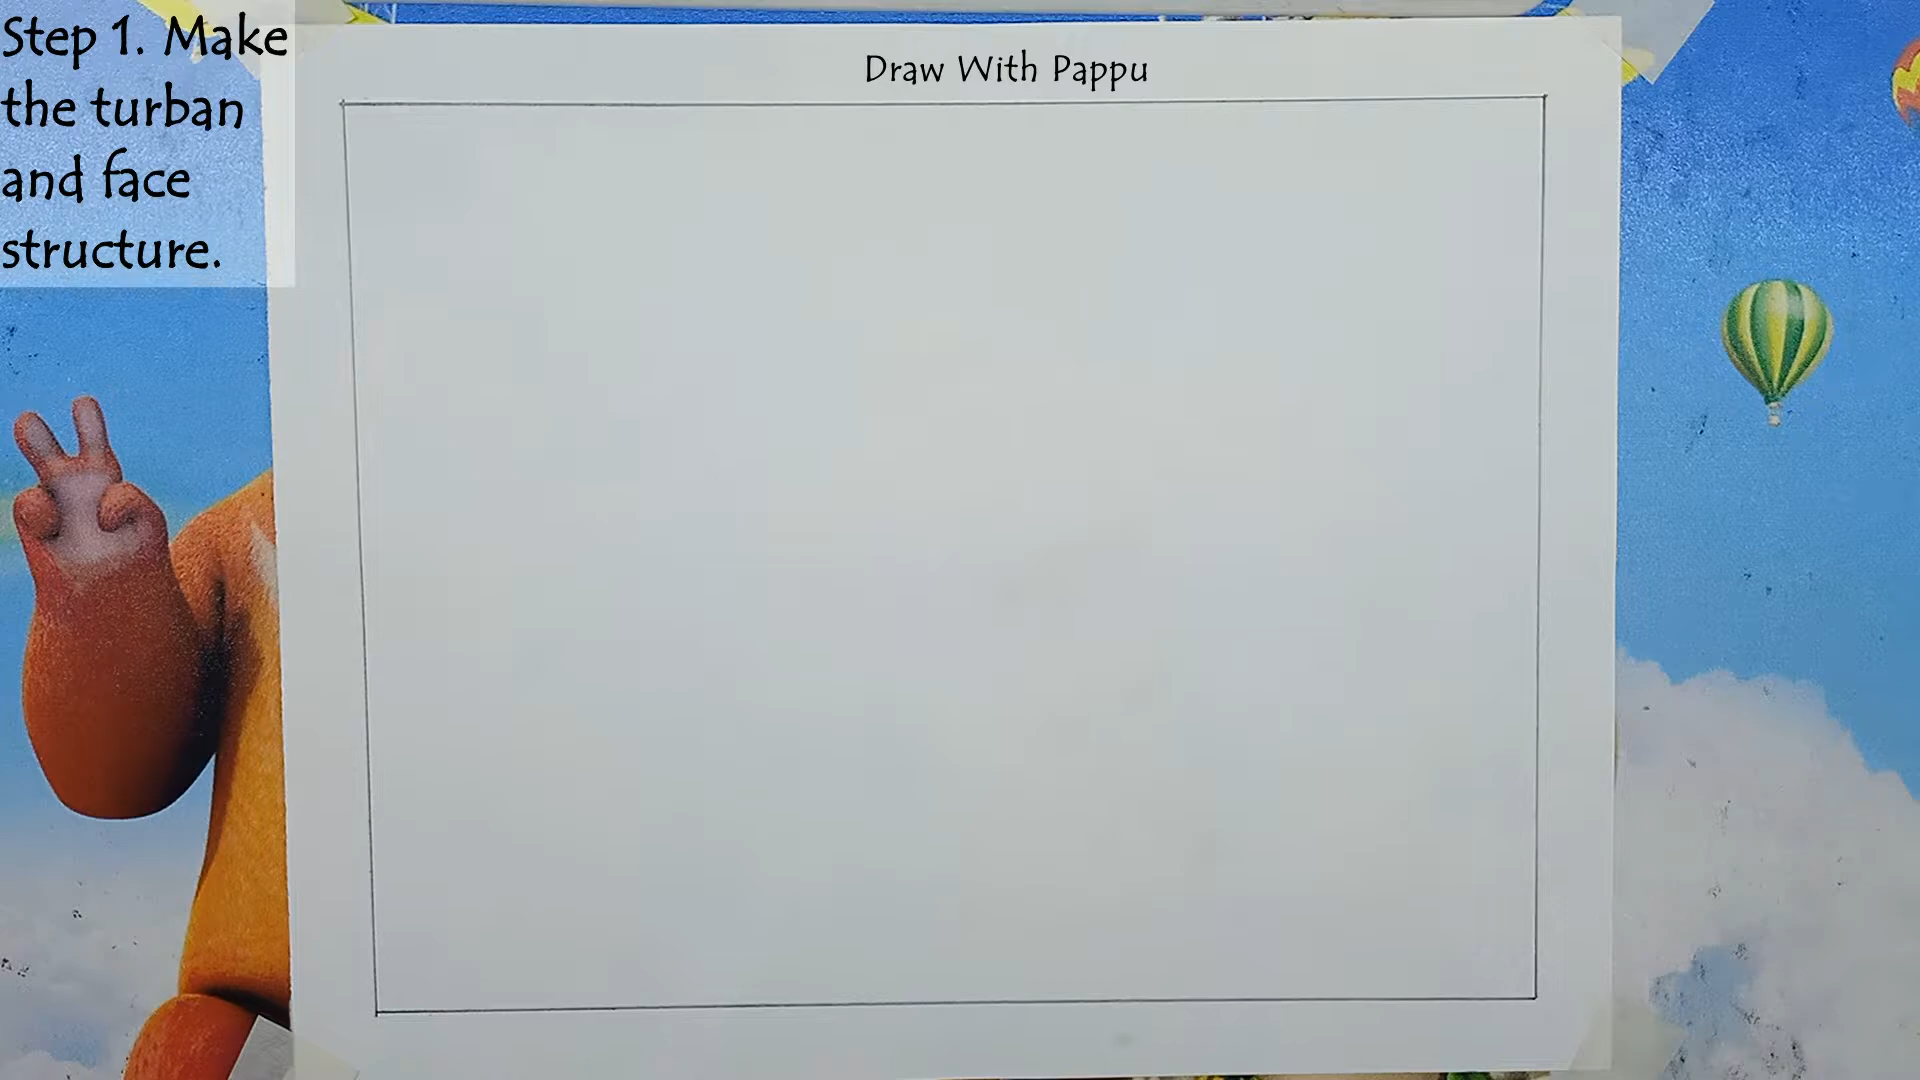 Step 1. Make
the turban
and face
structure.
Draw With Pappu